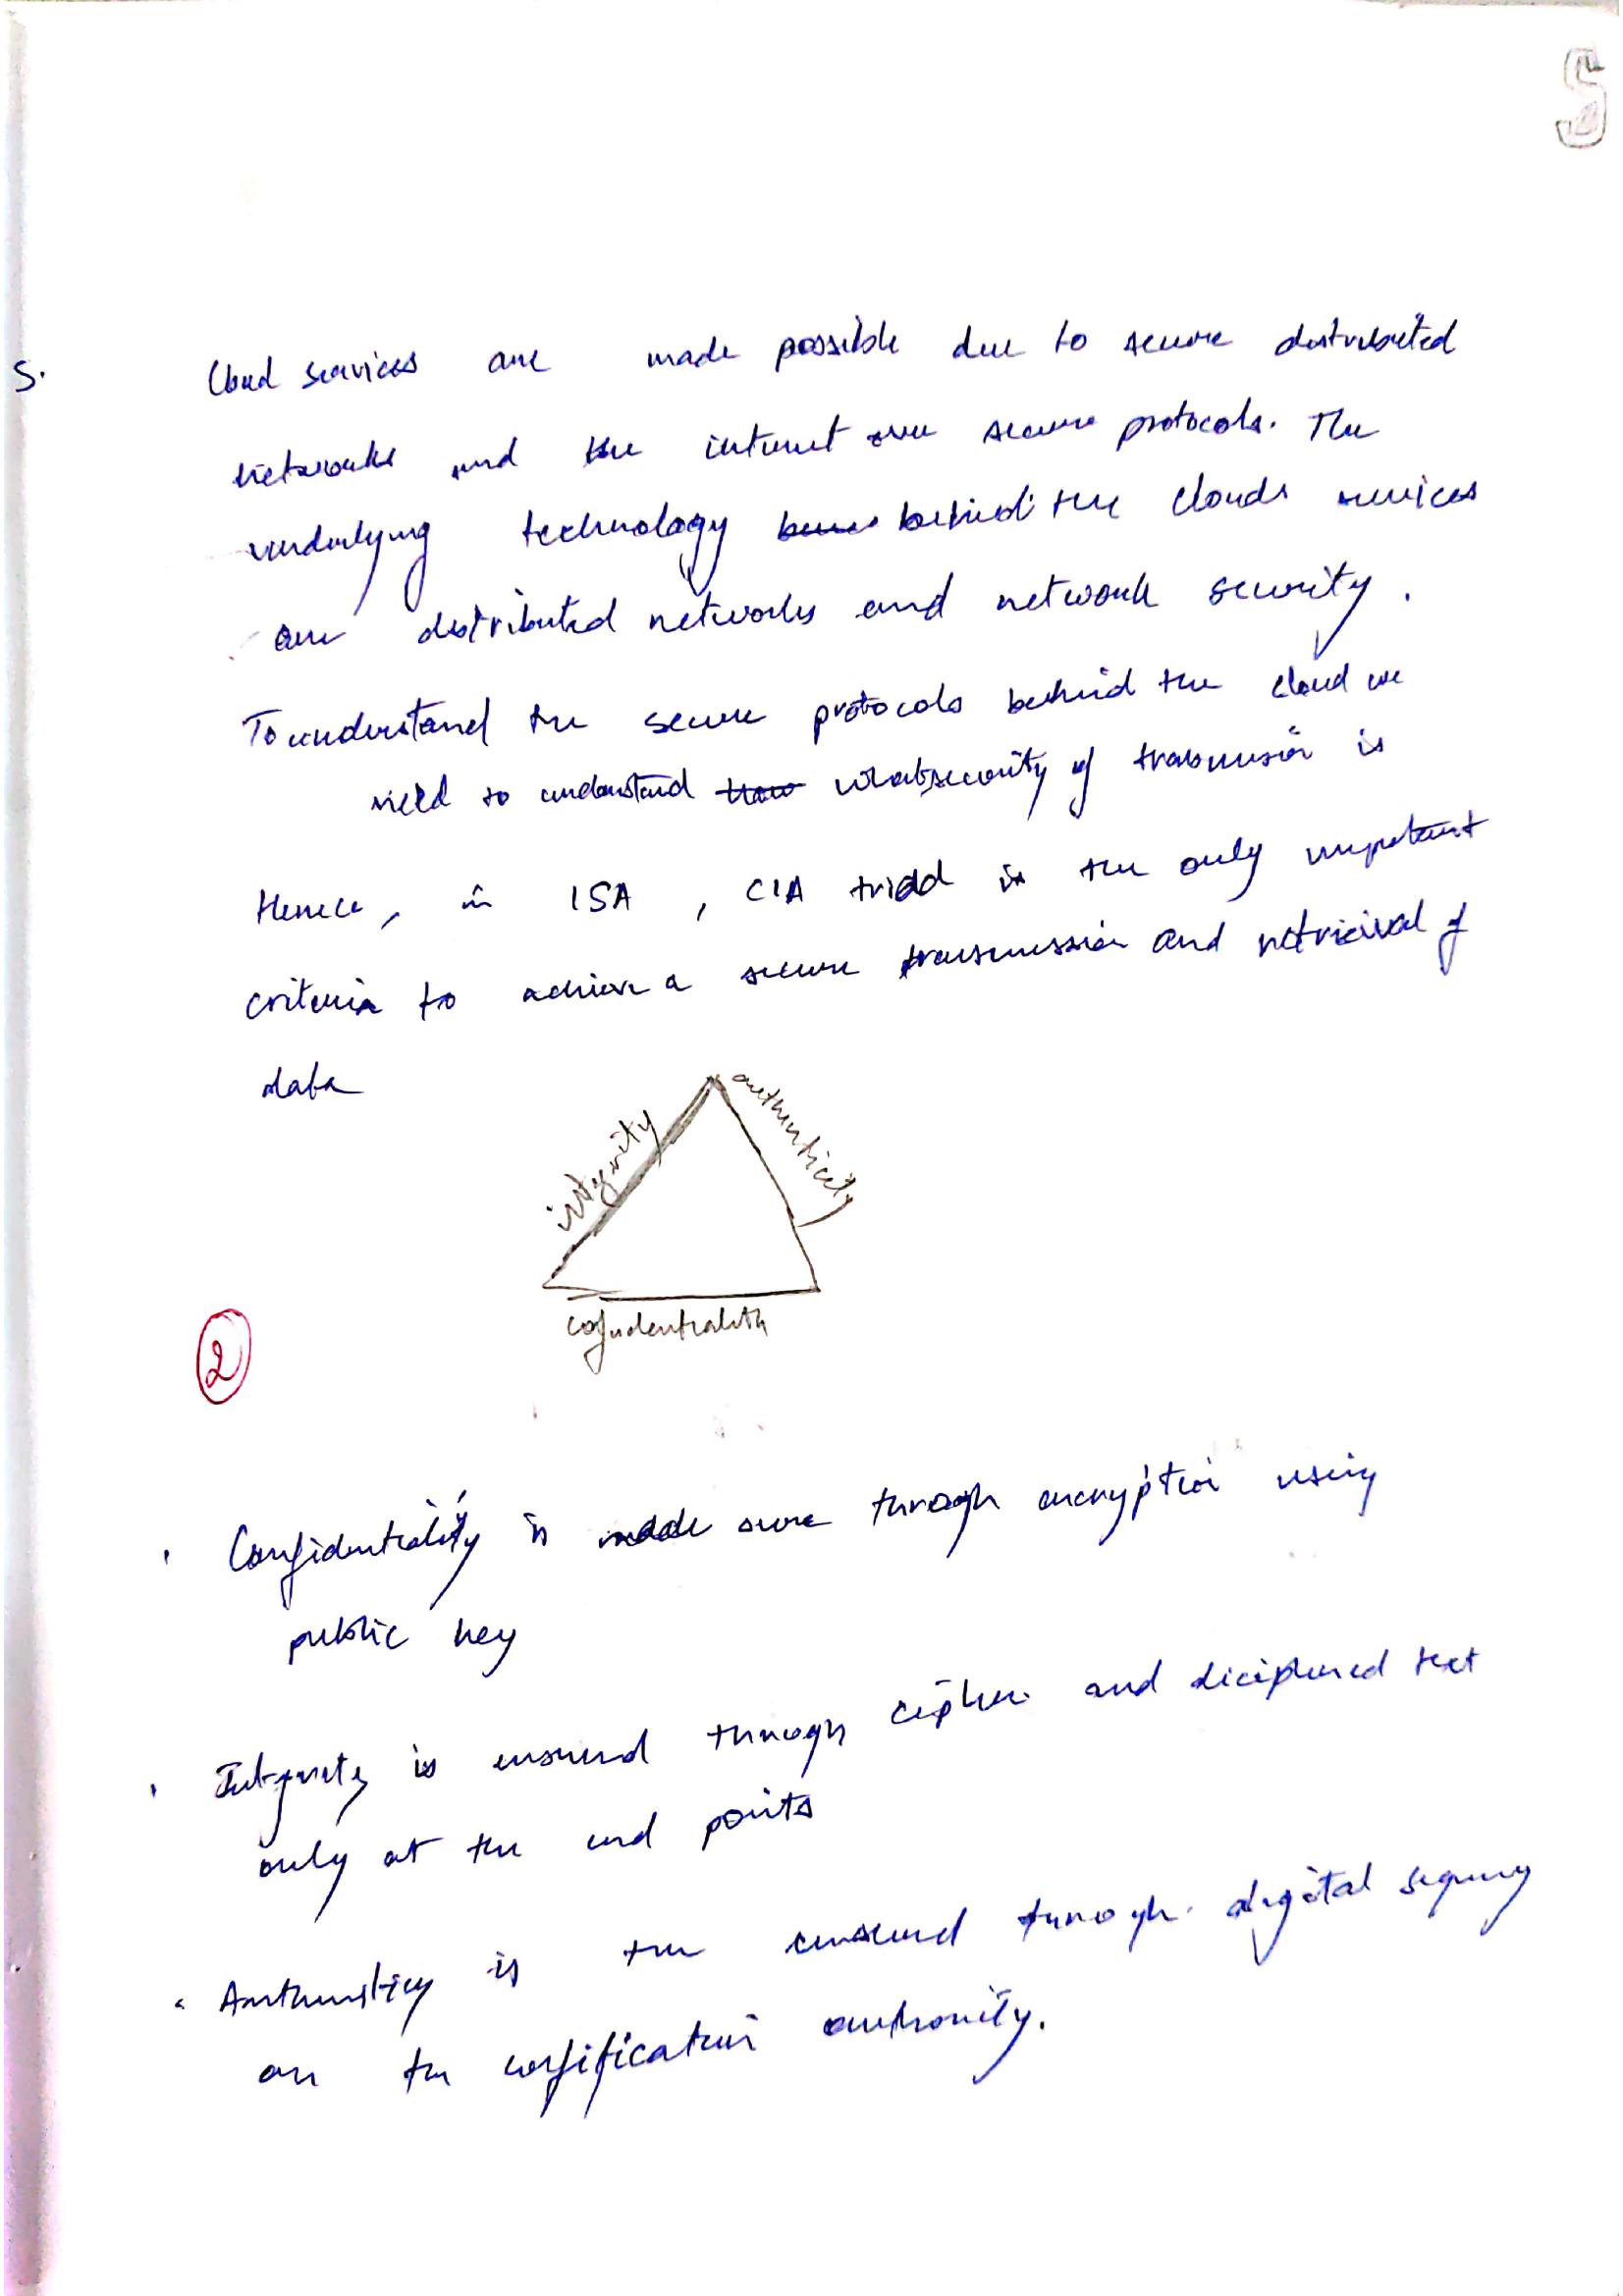 5
5. Cloud services are made possible due to secure distributed
networks and the internet over secure protocols. The
underlying technology behind the clouds services
are distributed networks and network security.
To understand the secure protocols behind the cloud we
need to understand what security of transmission is
Hence, in ISA, CIA tridd is the only important
criteria to achieve a secure transmission and retrieval of
data
integrity
authenticity
confidentiality
2
Confidentiality is made sure through encryption using
public key
Integrity is ensured through cipher and deciphered text
only at the end points
Authenticity is the ensured through digital signing
on the certification authority.